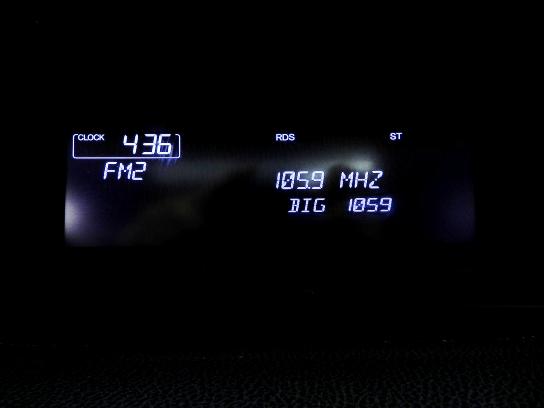 CLOCK 436 RDS ST
FM2 105.9 MHZ
BIG 1059